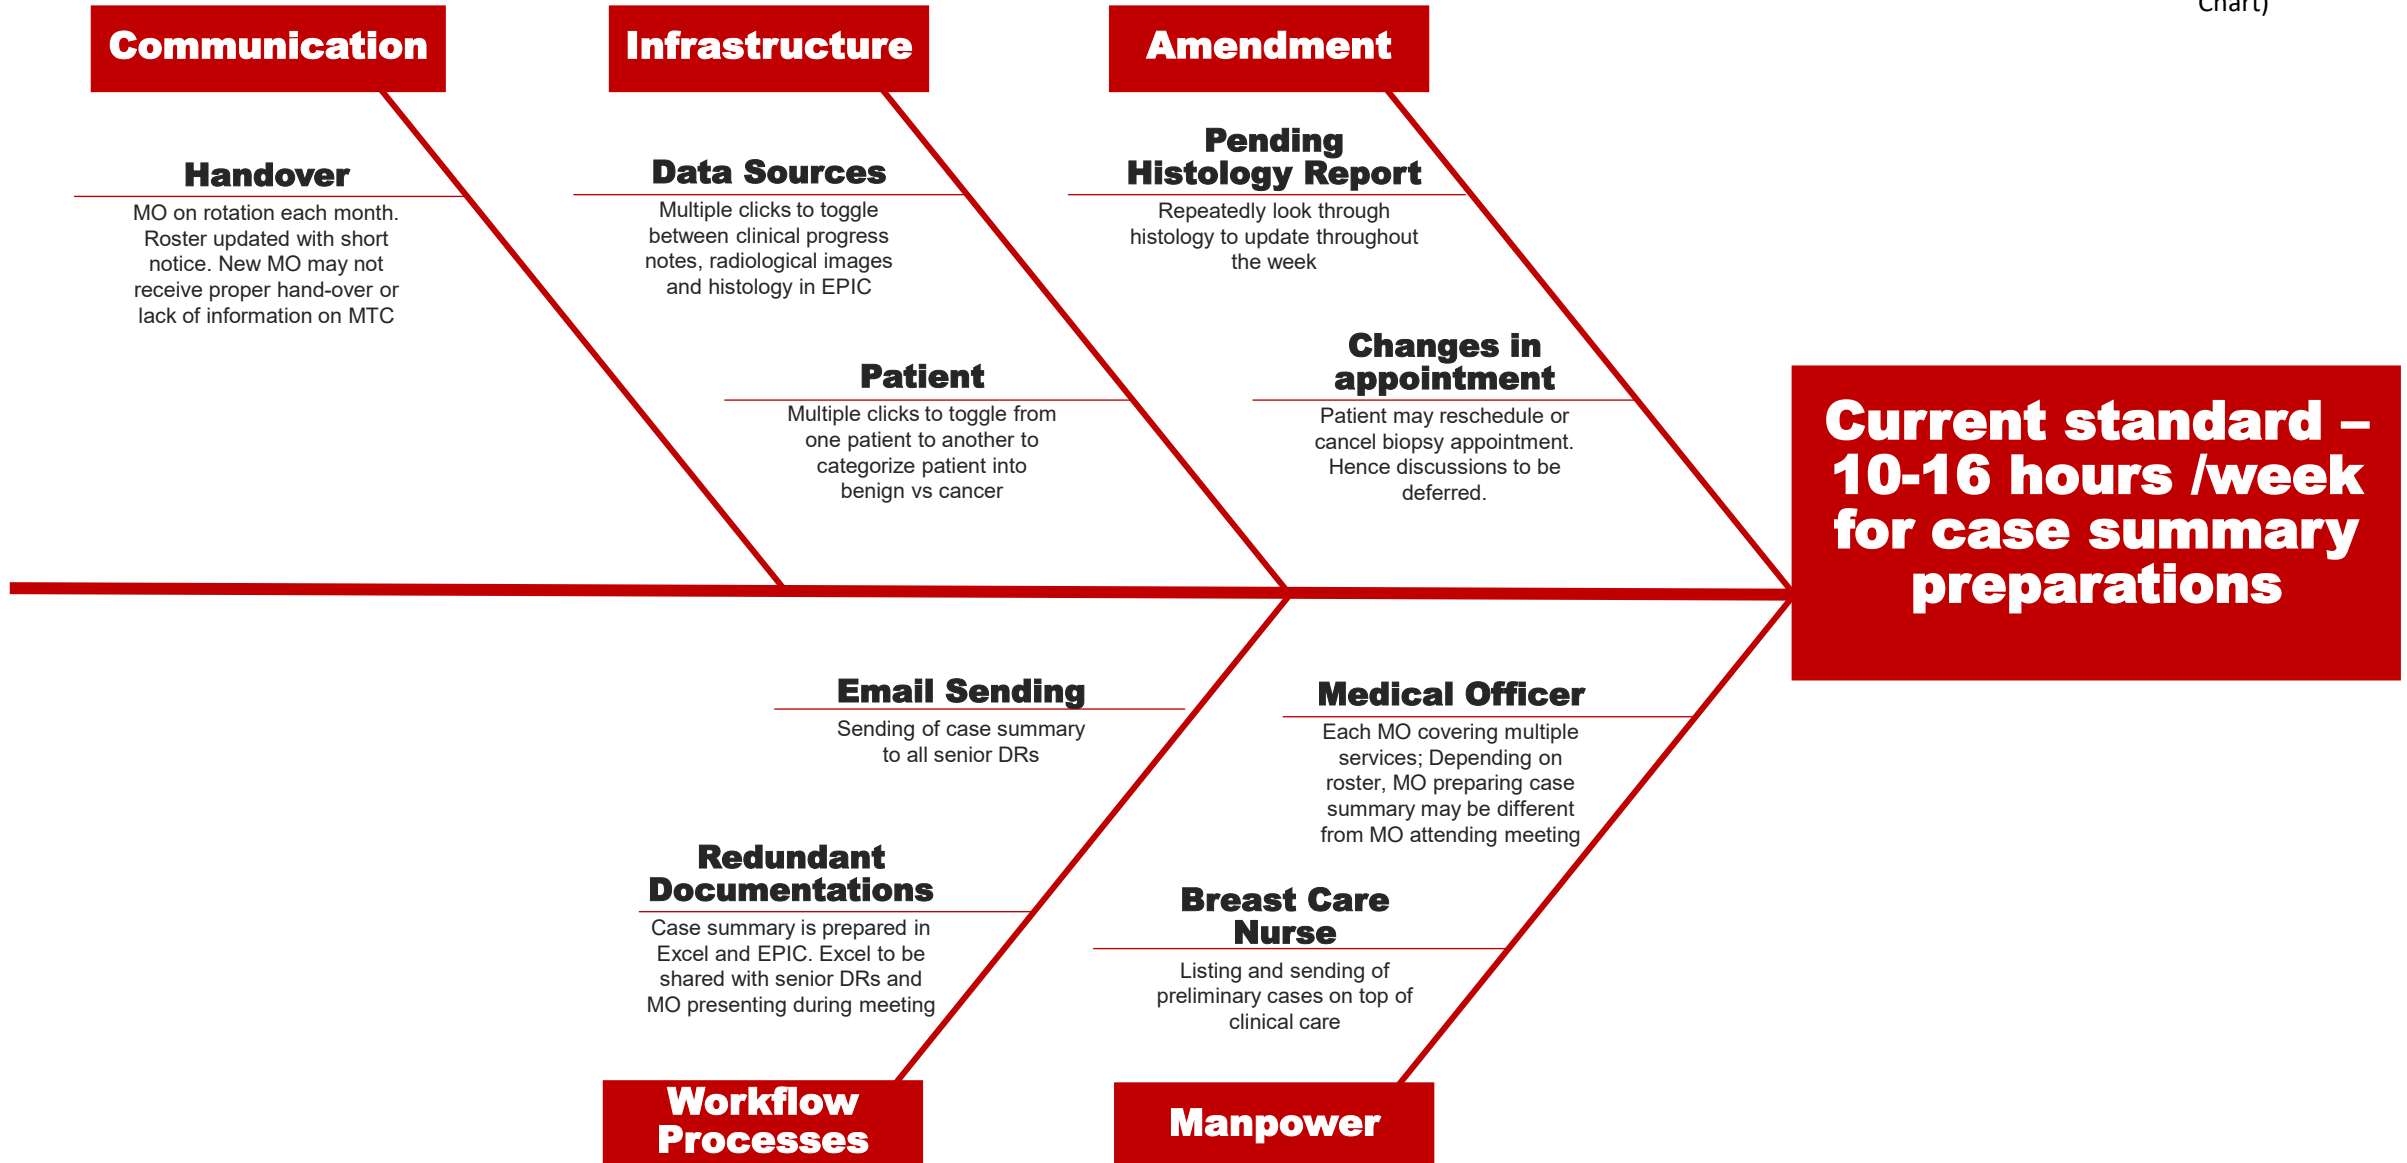 Chart)
Communication
Infrastructure
Amendment
Handover
MO on rotation each month.
Roster updated with short
notice. New MO may not
receive proper hand-over or
lack of information on MTC
Data Sources
Multiple clicks to toggle
between clinical progress
notes, radiological images
and histology in EPIC
Patient
Multiple clicks to toggle from
one patient to another to
categorize patient into
benign vs cancer
Pending
Histology Report
Repeatedly look through
histology to update throughout
the week
Changes in
appointment
Patient may reschedule or
cancel biopsy appointment.
Hence discussions to be
deferred.
Current standard –
10-16 hours /week
for case summary
preparations
Email Sending
Sending of case summary
to all senior DRs
Redundant
Documentations
Case summary is prepared in
Excel and EPIC. Excel to be
shared with senior DRs and
MO presenting during meeting
Medical Officer
Each MO covering multiple
services; Depending on
roster, MO preparing case
summary may be different
from MO attending meeting
Breast Care
Nurse
Listing and sending of
preliminary cases on top of
clinical care
Workflow
Processes
Manpower